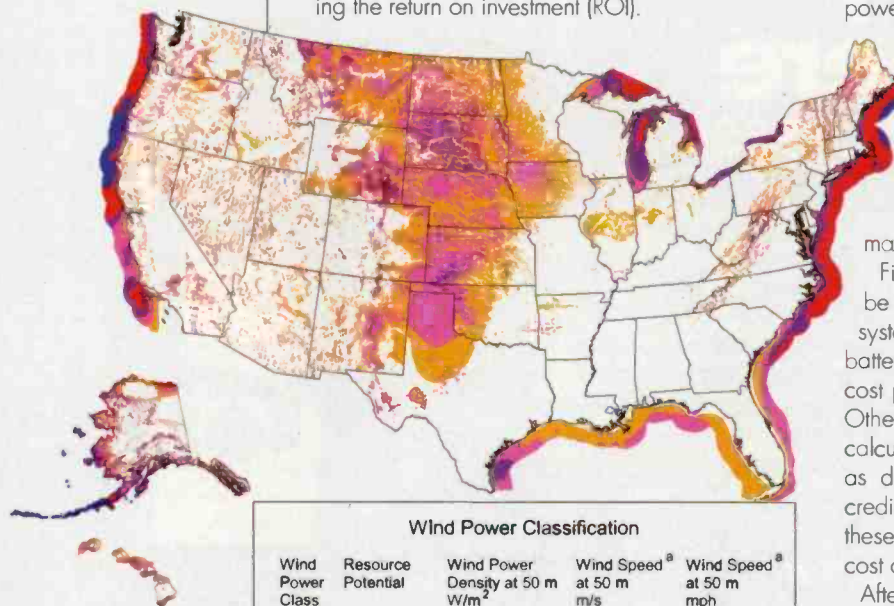 ing the return on investment (ROI).
powe
ma
Fi
be
syste
batte
cost p
Othe
calcu
as d
credi
these
cost o
Afte
Wind Power Classification
Wind Resource Wind Power Wind Speed a Wind Speed a
Power Potential Density at 50 m at 50 m at 50 m
Class W/m2 m/s mph